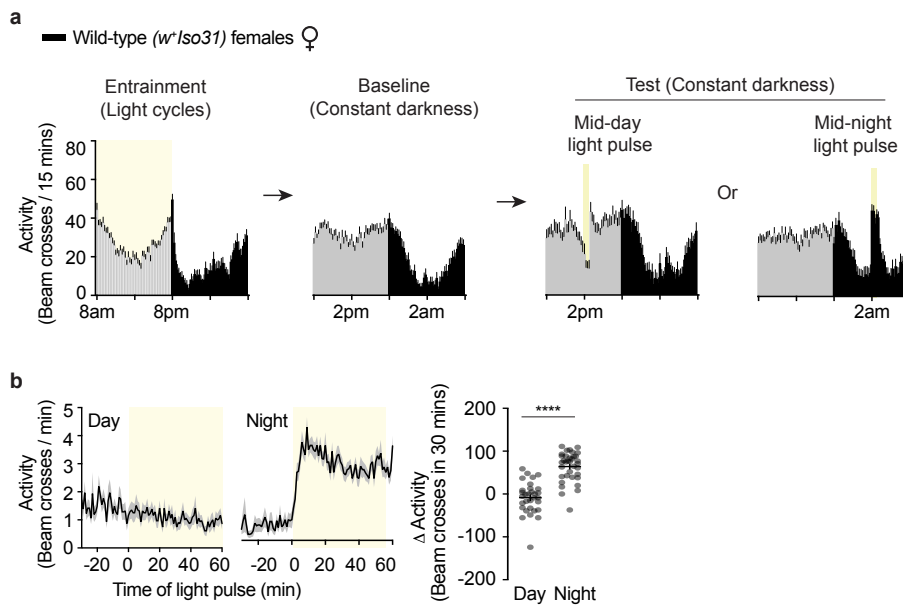 a
Wild-type (w⁺Iso31) females ♀
Entrainment
(Light cycles)
Baseline
(Constant darkness)
Test (Constant darkness)
Mid-day
light pulse
Or
Mid-night
light pulse
Activity
(Beam crosses / 15 mins)
80
60
40
20
0
8am 8pm
2pm 2am
2pm
2am
b
Activity
(Beam crosses / min)
5
4
3
2
1
0
Day
Night
-20 0 20 40 60
-20 0 20 40 60
Time of light pulse (min)
Δ Activity
(Beam crosses in 30 mins)
200
100
0
-100
-200
****
Day Night